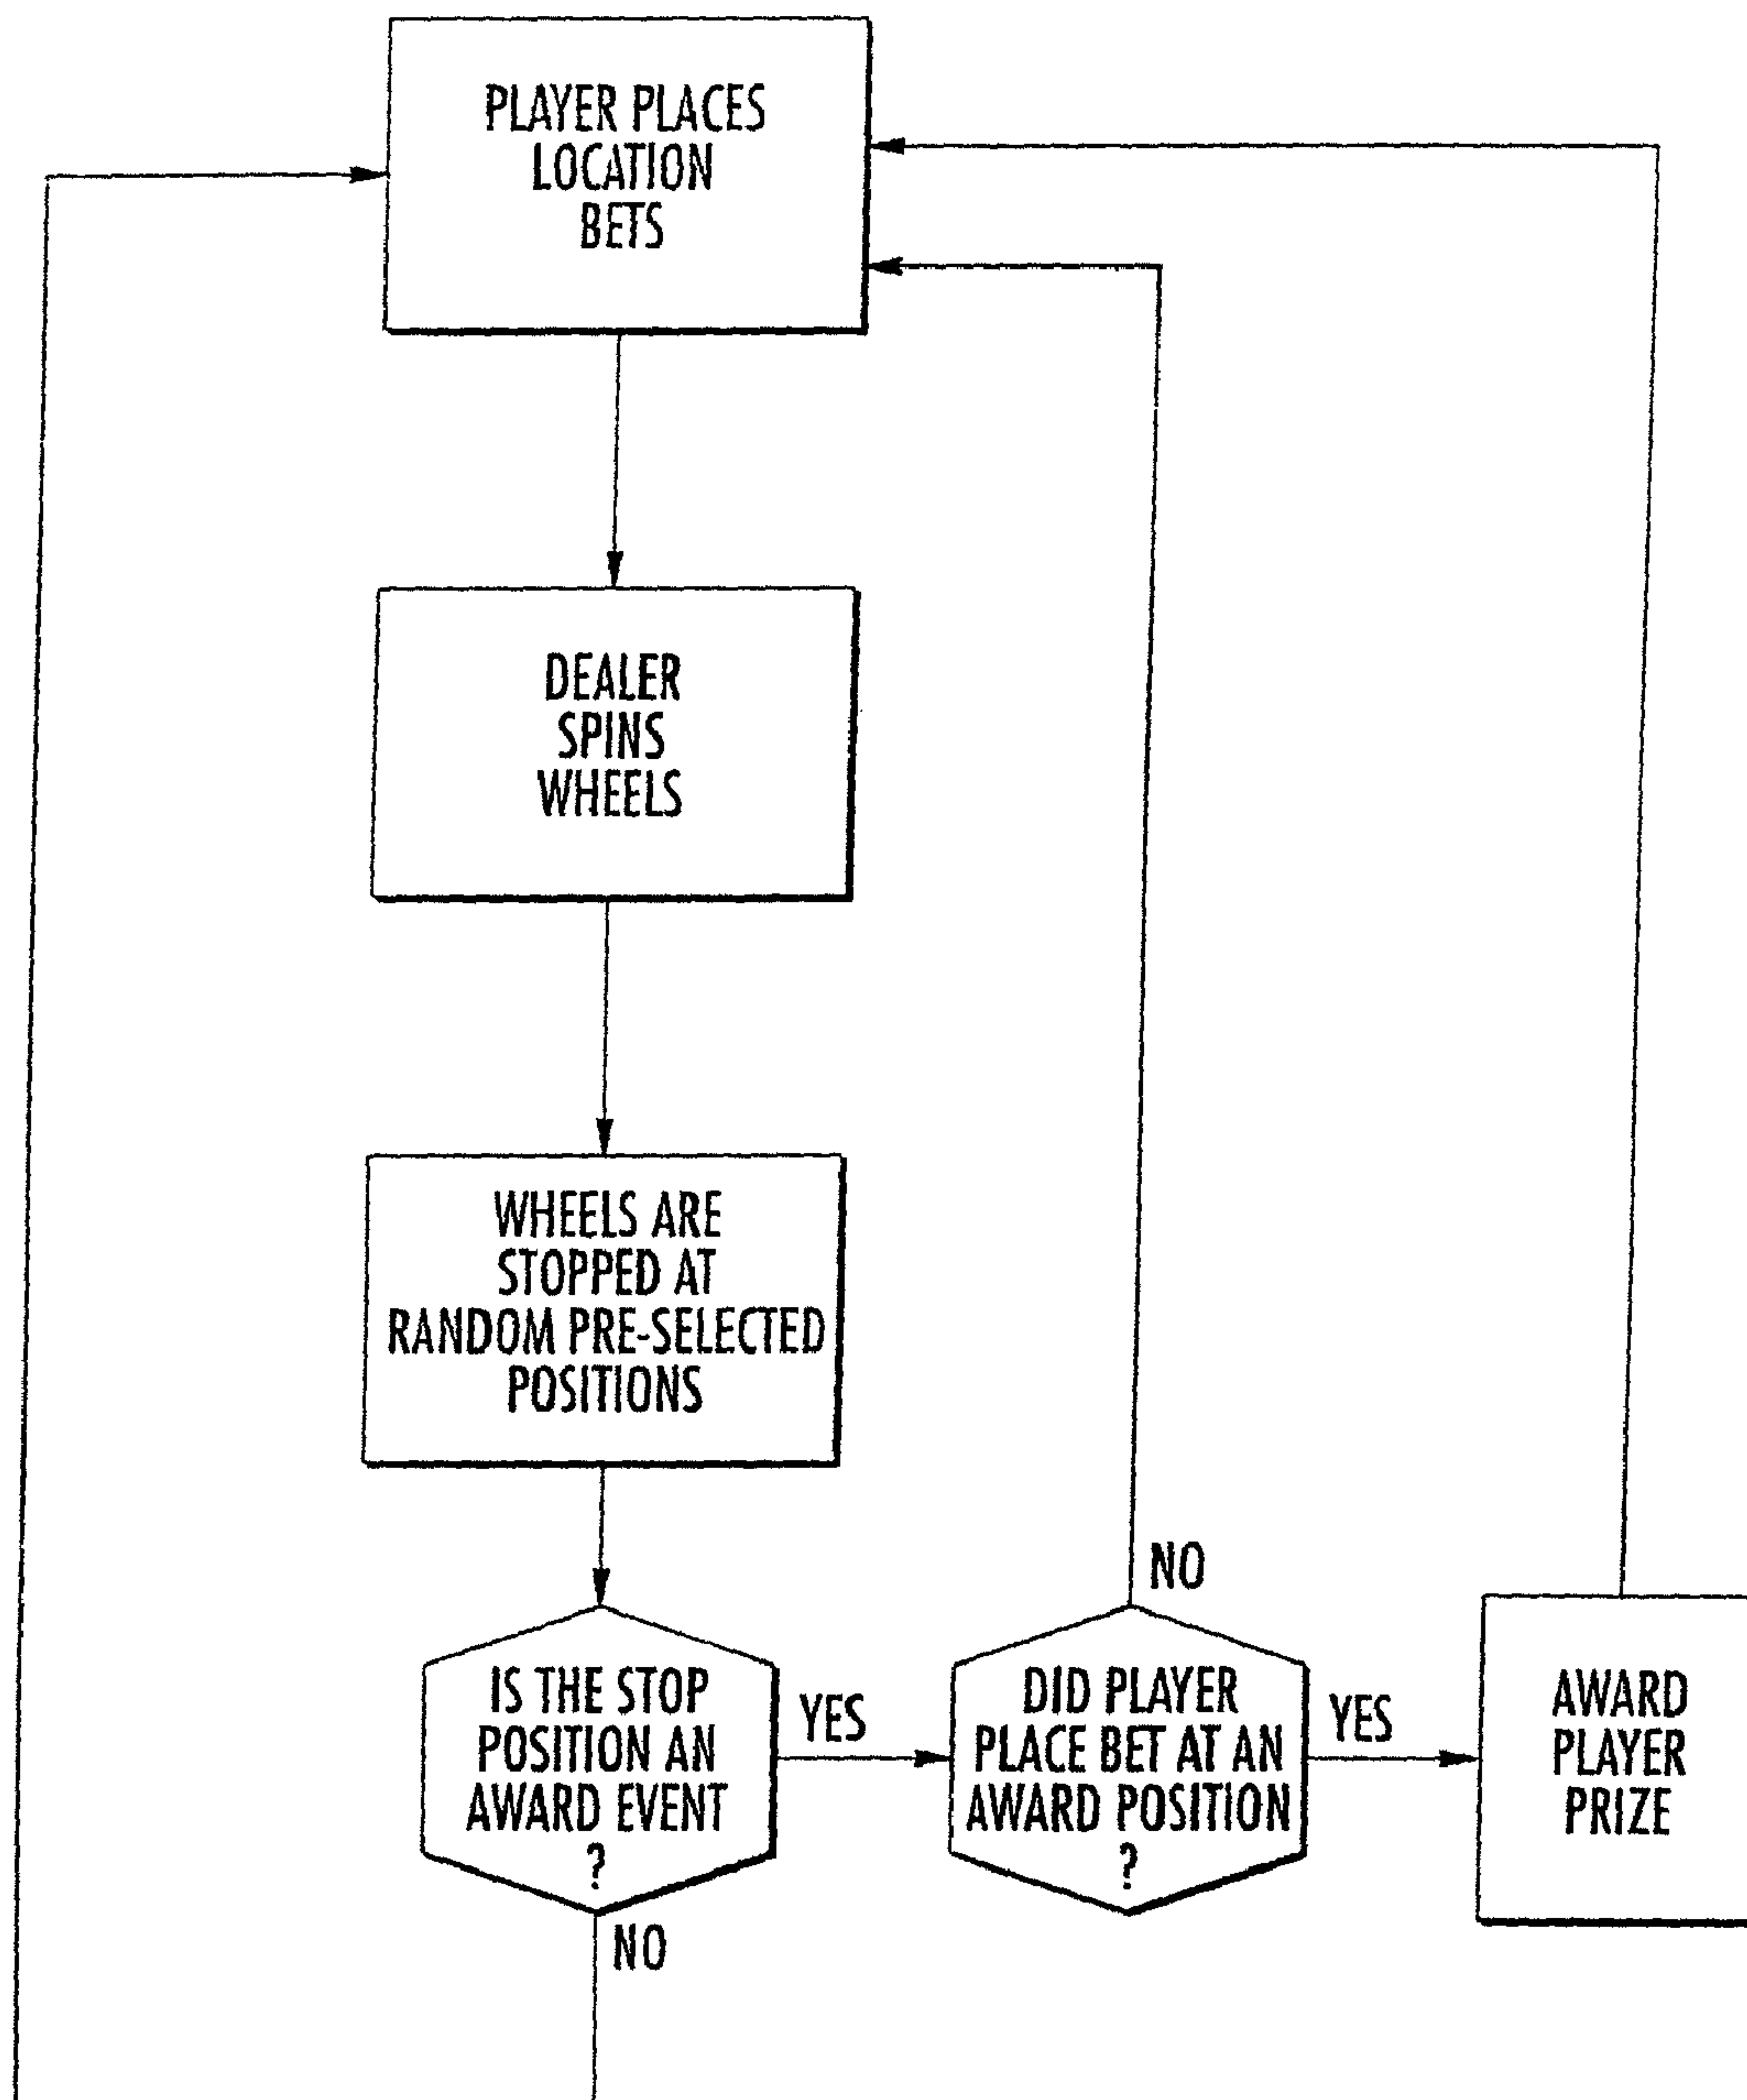 PLAYER PLACES
LOCATION
BETS
DEALER
SPINS
WHEELS
WHEELS ARE
STOPPED AT
RANDOM PRE-SELECTED
POSITIONS
IS THE STOP
POSITION AN
AWARD EVENT
?
YES
NO
DID PLAYER
PLACE BET AT AN
AWARD POSITION
?
NO
YES
AWARD
PLAYER
PRIZE